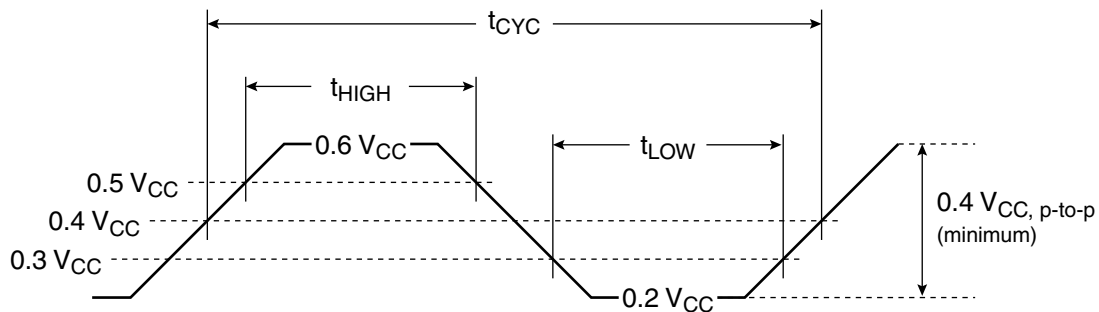 tCYC
tHIGH
0.6 VCC
tLOW
0.5 VCC
0.4 VCC
0.4 VCC, p-to-p
(minimum)
0.3 VCC
0.2 VCC